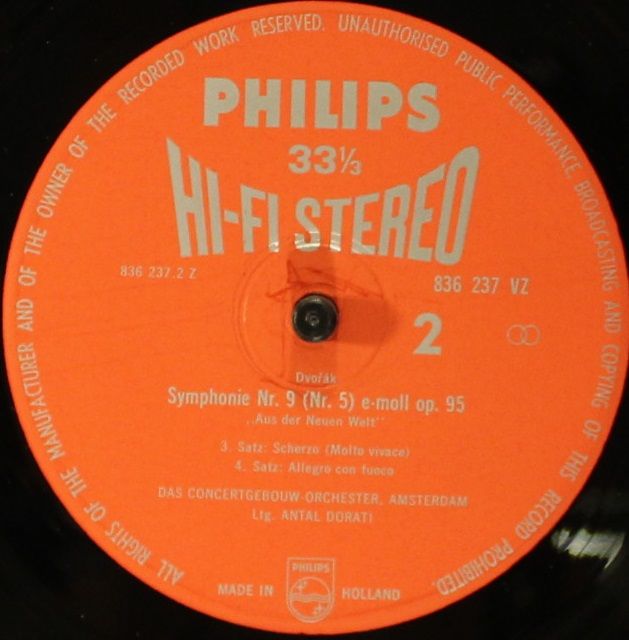 ALL RIGHTS OF THE MANUFACTURER AND OF THE OWNER OF THE RECORDED WORK RESERVED. UNAUTHORISED PUBLIC PERFORMANCE BROADCASTING AND COPYING OF THIS RECORD PROHIBITED.
PHILIPS
33⅓
HI-FI STEREO
836 237.2 Z
836 237 VZ
2
Dvořák
Symphonie Nr. 9 (Nr. 5) e-moll op. 95
„Aus der Neuen Welt"
3. Satz: Scherzo (Molto vivace)
4. Satz: Allegro con fuoco
DAS CONCERTGEBOUW-ORCHESTER, AMSTERDAM
Ltg. ANTAL DORATI
PHILIPS
MADE IN HOLLAND